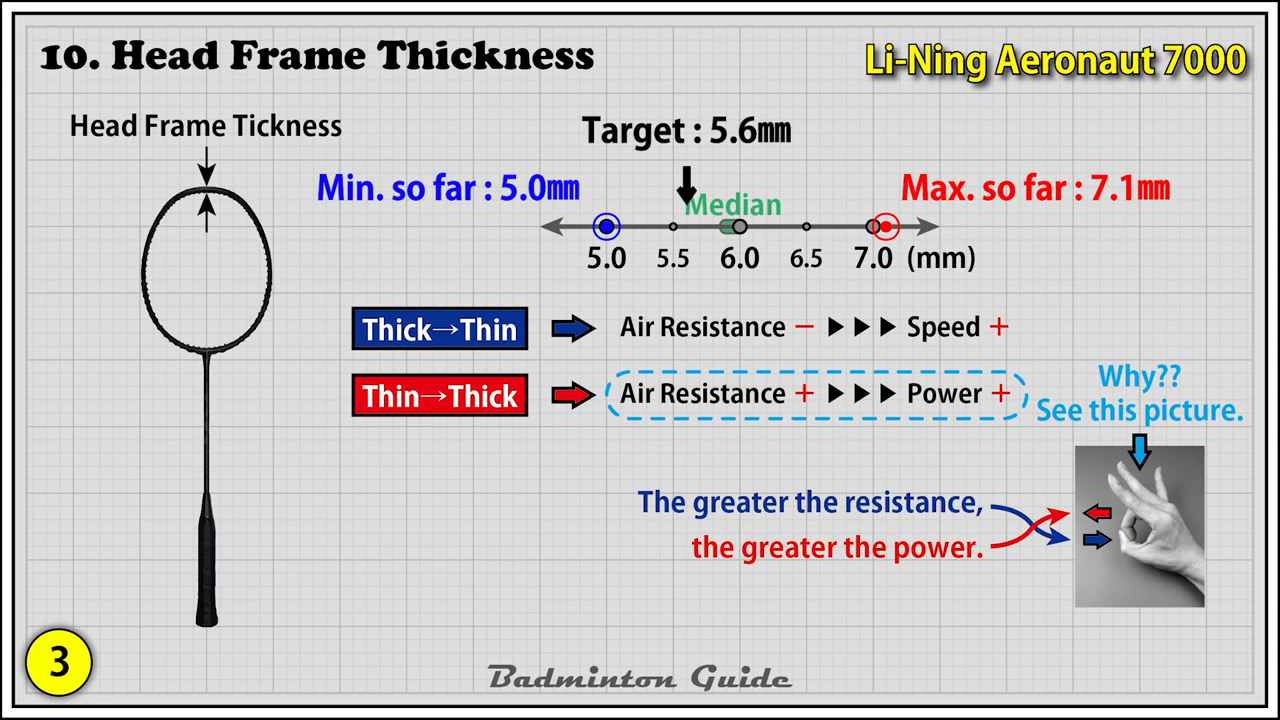 10. Head Frame Thickness
Li-Ning Aeronaut 7000
Head Frame Tickness
Target : 5.6㎜
Min. so far : 5.0㎜
Max. so far : 7.1㎜
Median
5.0 5.5 6.0 6.5 7.0 (mm)
Thick→Thin
Air Resistance − ▶ ▶ ▶ Speed +
Thin→Thick
Air Resistance + ▶ ▶ ▶ Power +
Why??
See this picture.
The greater the resistance,
the greater the power.
3
Badminton Guide